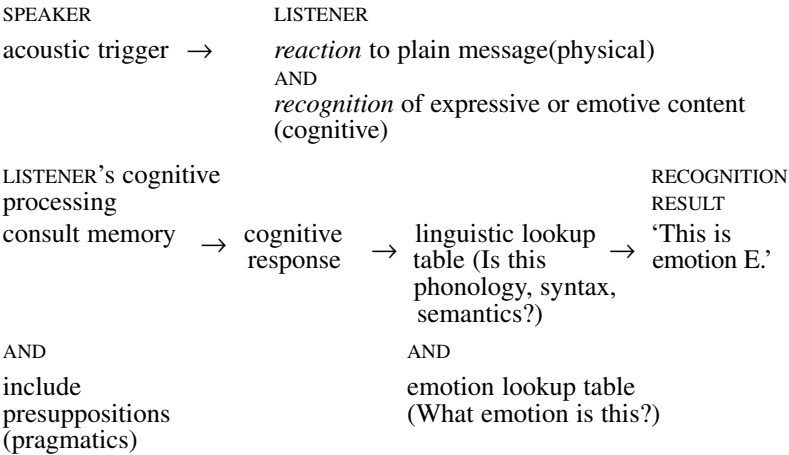 SPEAKER LISTENER
acoustic trigger → reaction to plain message(physical)
AND
recognition of expressive or emotive content
(cognitive)
LISTENER's cognitive
processing
RECOGNITION
RESULT
consult memory → cognitive
response → linguistic lookup
table (Is this
phonology, syntax,
semantics?) → ‘This is
emotion E.’
AND
include
presuppositions
(pragmatics)
AND
emotion lookup table
(What emotion is this?)